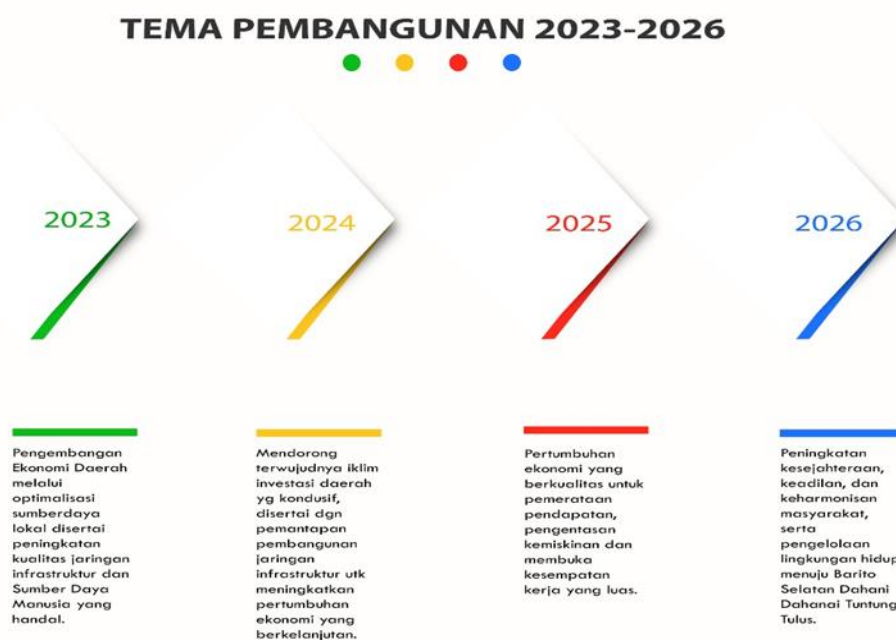 TEMA PEMBANGUNAN 2023-2026
2023
2024
2025
2026
Pengembangan
Ekonomi Daerah
melalui
optimalisasi
sumberdaya
lokal disertai
peningkatan
kualitas jaringan
infrastruktur dan
Sumber Daya
Manusia yang
handal.
Mendorong
terwujudnya iklim
investasi daerah
yg kondusif,
disertai dgn
pemantapan
pembangunan
jaringan
infrastruktur utk
meningkatkan
pertumbuhan
ekonomi yang
berkelanjutan.
Pertumbuhan
ekonomi yang
berkualitas untuk
pemerataan
pendapatan,
pengentasan
kemiskinan dan
membuka
kesempatan
kerja yang luas.
Peningkatan
kesejahteraan,
keadilan, dan
keharmonisan
masyarakat,
serta
pengelolaan
lingkungan hidup
menuju Barito
Selatan Dahani
Dahanai Tuntung
Tulus.